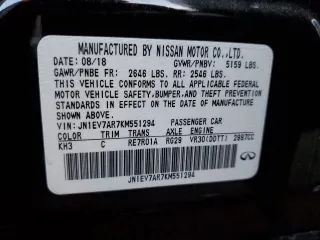 MANUFACTURED BY NISSAN MOTOR CO.,LTD.
DATE: 08/18 GVWR/PNBV: 5159 LBS.
GAWR/PNBE FR: 2646 LBS. RR: 2546 LBS.
THIS VEHICLE CONFORMS TO ALL APPLICABLE FEDERAL
MOTOR VEHICLE SAFETY,BUMPER,AND THEFT PREVENTION
STANDARDS IN EFFECT ON THE DATE OF MANUFACTURE
SHOWN ABOVE.
VIN: JN1EV7AR7KM551294 PASSENGER CAR
COLOR TRIM TRANS AXLE ENGINE
KH3 C RE7R01A RG29 VR30(DDTT) 2997CC
JN1EV7AR7KM551294